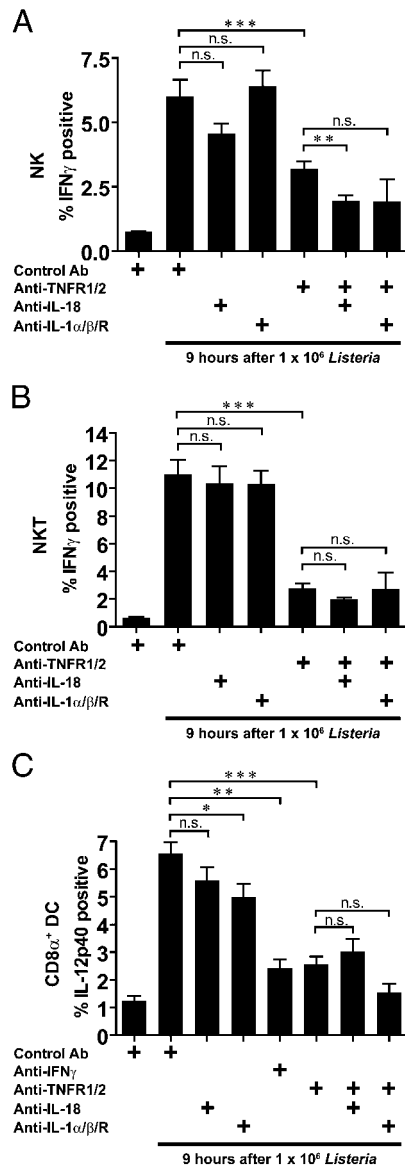 A
***
n.s.
n.s.
n.s.
**
7.5
5.0
2.5
0.0
NK
% IFNγ positive
Control Ab + +
Anti-TNFR1/2 + + +
Anti-IL-18 + +
Anti-IL-1α/β/R + +
9 hours after 1 x 10⁶ Listeria
B
***
n.s.
n.s.
n.s.
n.s.
14
12
10
8
6
4
2
0
NKT
% IFNγ positive
Control Ab + +
Anti-TNFR1/2 + + +
Anti-IL-18 + +
Anti-IL-1α/β/R + +
9 hours after 1 x 10⁶ Listeria
C
***
**
*
n.s.
n.s.
n.s.
7
6
5
4
3
2
1
0
CD8α⁺ DC
% IL-12p40 positive
Control Ab + +
Anti-IFNγ +
Anti-TNFR1/2 + + +
Anti-IL-18 + +
Anti-IL-1α/β/R + +
9 hours after 1 x 10⁶ Listeria